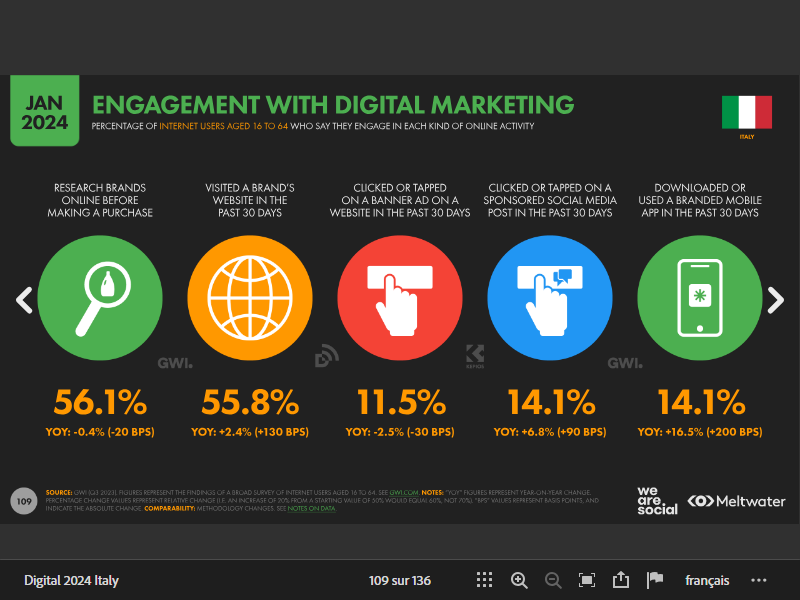 JAN
2024
ENGAGEMENT WITH DIGITAL MARKETING
PERCENTAGE OF INTERNET USERS AGED 16 TO 64 WHO SAY THEY ENGAGE IN EACH KIND OF ONLINE ACTIVITY
ITALY
RESEARCH BRANDS
ONLINE BEFORE
MAKING A PURCHASE
VISITED A BRAND'S
WEBSITE IN THE
PAST 30 DAYS
CLICKED OR TAPPED
ON A BANNER AD ON A
WEBSITE IN THE PAST 30 DAYS
CLICKED OR TAPPED ON A
SPONSORED SOCIAL MEDIA
POST IN THE PAST 30 DAYS
DOWNLOADED OR
USED A BRANDED MOBILE
APP IN THE PAST 30 DAYS
GWI.
KEPIOS
GWI.
56.1%
YOY: -0.4% (-20 BPS)
55.8%
YOY: +2.4% (+130 BPS)
11.5%
YOY: -2.5% (-30 BPS)
14.1%
YOY: +6.8% (+90 BPS)
14.1%
YOY: +16.5% (+200 BPS)
109
SOURCE: GWI (Q3 2023). FIGURES REPRESENT THE FINDINGS OF A BROAD SURVEY OF INTERNET USERS AGED 16 TO 64. SEE GWI.COM. NOTES: "YOY" FIGURES REPRESENT YEAR-ON-YEAR CHANGE.
PERCENTAGE CHANGE VALUES REPRESENT RELATIVE CHANGE (I.E. AN INCREASE OF 20% FROM A STARTING VALUE OF 50% WOULD EQUAL 60%, NOT 70%). "BPS" VALUES REPRESENT BASIS POINTS, AND
INDICATE THE ABSOLUTE CHANGE. COMPARABILITY: METHODOLOGY CHANGES. SEE NOTES ON DATA.
we
are.
social
Meltwater
Digital 2024 Italy
109 sur 136
français